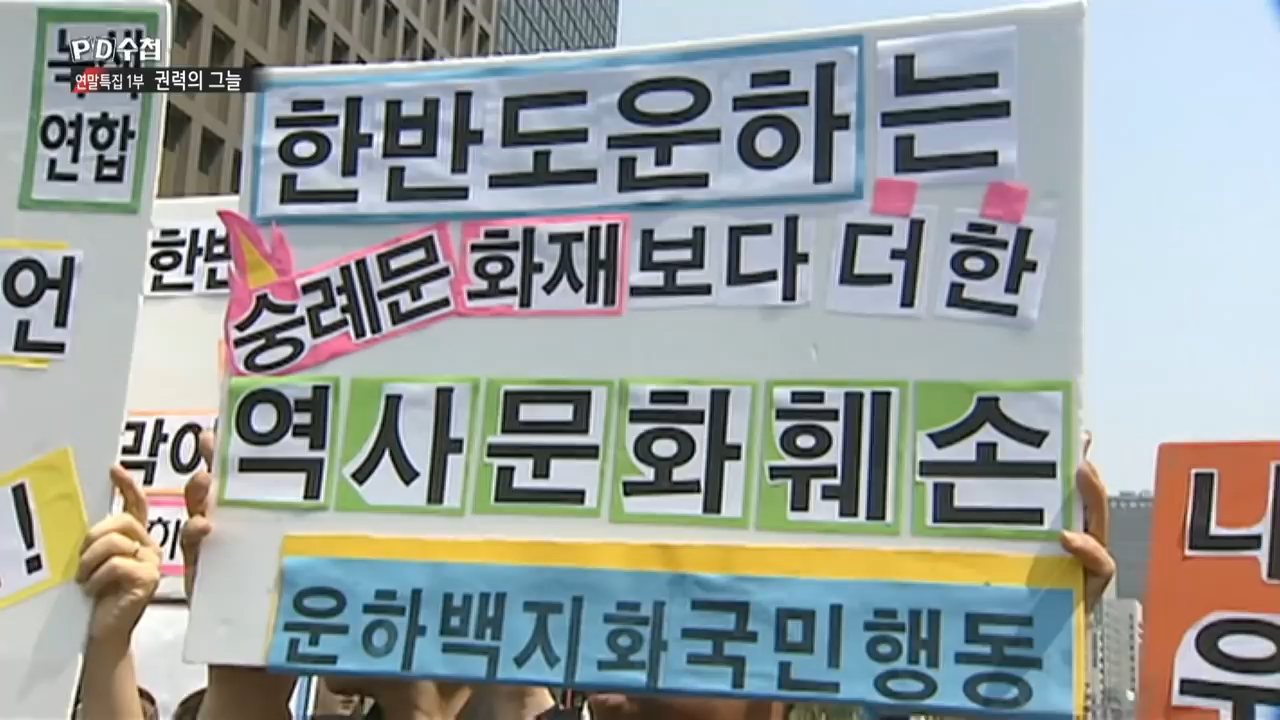 PD수첩
연말특집 1부 권력의 그늘
연합
한반도운하는
숭례문 화재보다 더 한
역사문화훼손
운하백지화국민행동
언
!
한반
막아